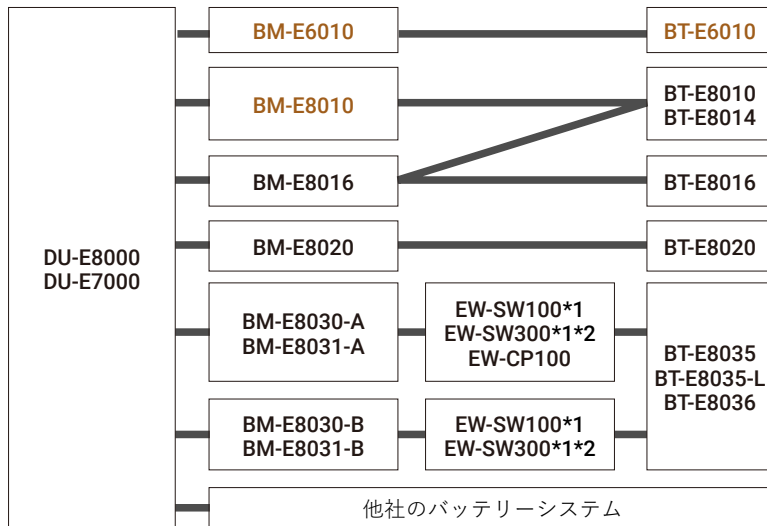 DU-E8000
DU-E7000
BM-E6010
BT-E6010
BM-E8010
BT-E8010
BT-E8014
BM-E8016
BT-E8016
BM-E8020
BT-E8020
BM-E8030-A
BM-E8031-A
EW-SW100*1
EW-SW300*1*2
EW-CP100
BT-E8035
BT-E8035-L
BT-E8036
BM-E8030-B
BM-E8031-B
EW-SW100*1
EW-SW300*1*2
他社のバッテリーシステム